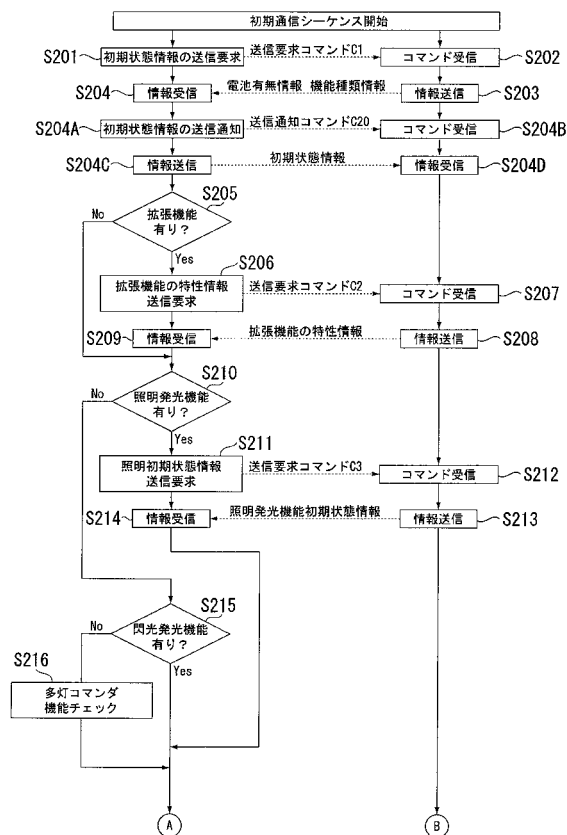 初期通信シーケンス開始
S201
初期状態情報の送信要求
送信要求コマンドC1
コマンド受信
S202
S204
情報受信
電池有無情報 機能種類情報
情報送信
S203
S204A
初期状態情報の送信通知
送信通知コマンドC20
コマンド受信
S204B
S204C
情報送信
初期状態情報
情報受信
S204D
S205
拡張機能
有り?
No
Yes
S206
拡張機能の特性情報
送信要求
送信要求コマンドC2
コマンド受信
S207
S209
情報受信
拡張機能の特性情報
情報送信
S208
S210
照明発光機能
有り?
No
Yes
S211
照明初期状態情報
送信要求
送信要求コマンドC3
コマンド受信
S212
S214
情報受信
照明発光機能初期状態情報
情報送信
S213
S215
閃光発光機能
有り?
No
Yes
S216
多灯コマンダ
機能チェック
A
B